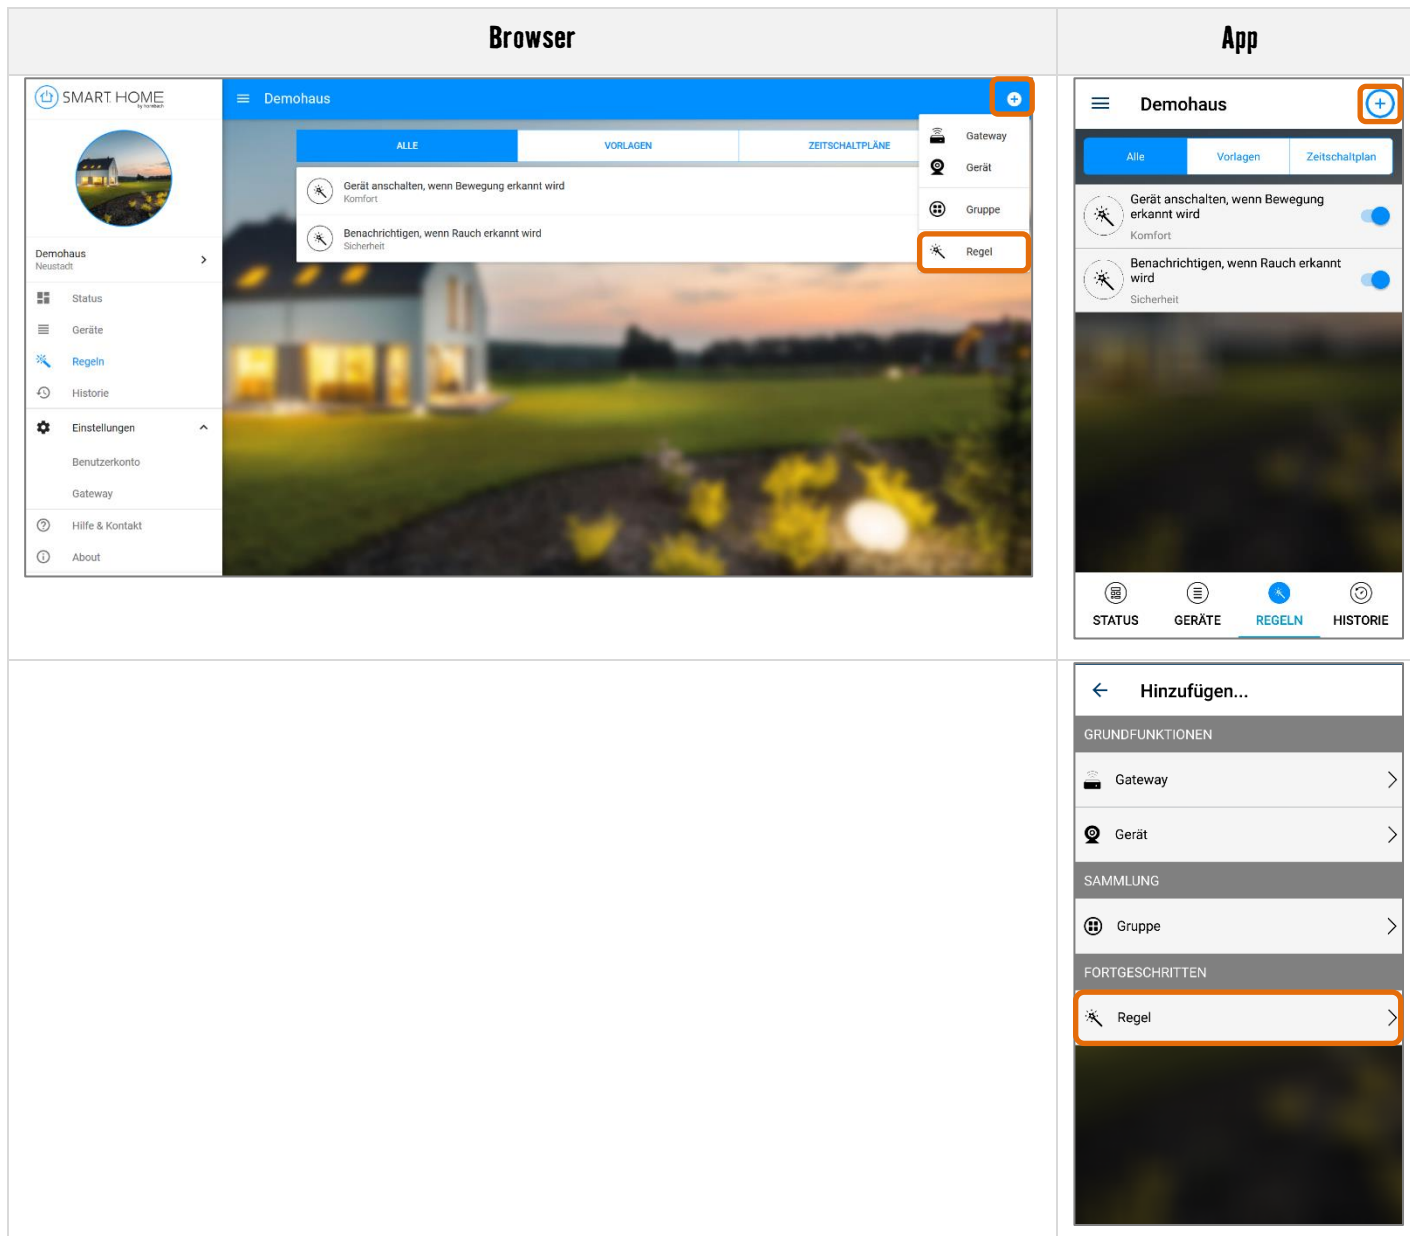 Browser
App
SMART HOME
by hornbach
Demohaus
Neustadt
Status
Geräte
Regeln
Historie
Einstellungen
Benutzerkonto
Gateway
Hilfe & Kontakt
About
Demohaus
ALLE
VORLAGEN
ZEITSCHALTPLÄNE
Gerät anschalten, wenn Bewegung erkannt wird
Komfort
Benachrichtigen, wenn Rauch erkannt wird
Sicherheit
Gateway
Gerät
Gruppe
Regel
Demohaus
Alle
Vorlagen
Zeitschaltplan
Gerät anschalten, wenn Bewegung
erkannt wird
Komfort
Benachrichtigen, wenn Rauch erkannt
wird
Sicherheit
STATUS
GERÄTE
REGELN
HISTORIE
Hinzufügen...
GRUNDFUNKTIONEN
Gateway
Gerät
SAMMLUNG
Gruppe
FORTGESCHRITTEN
Regel